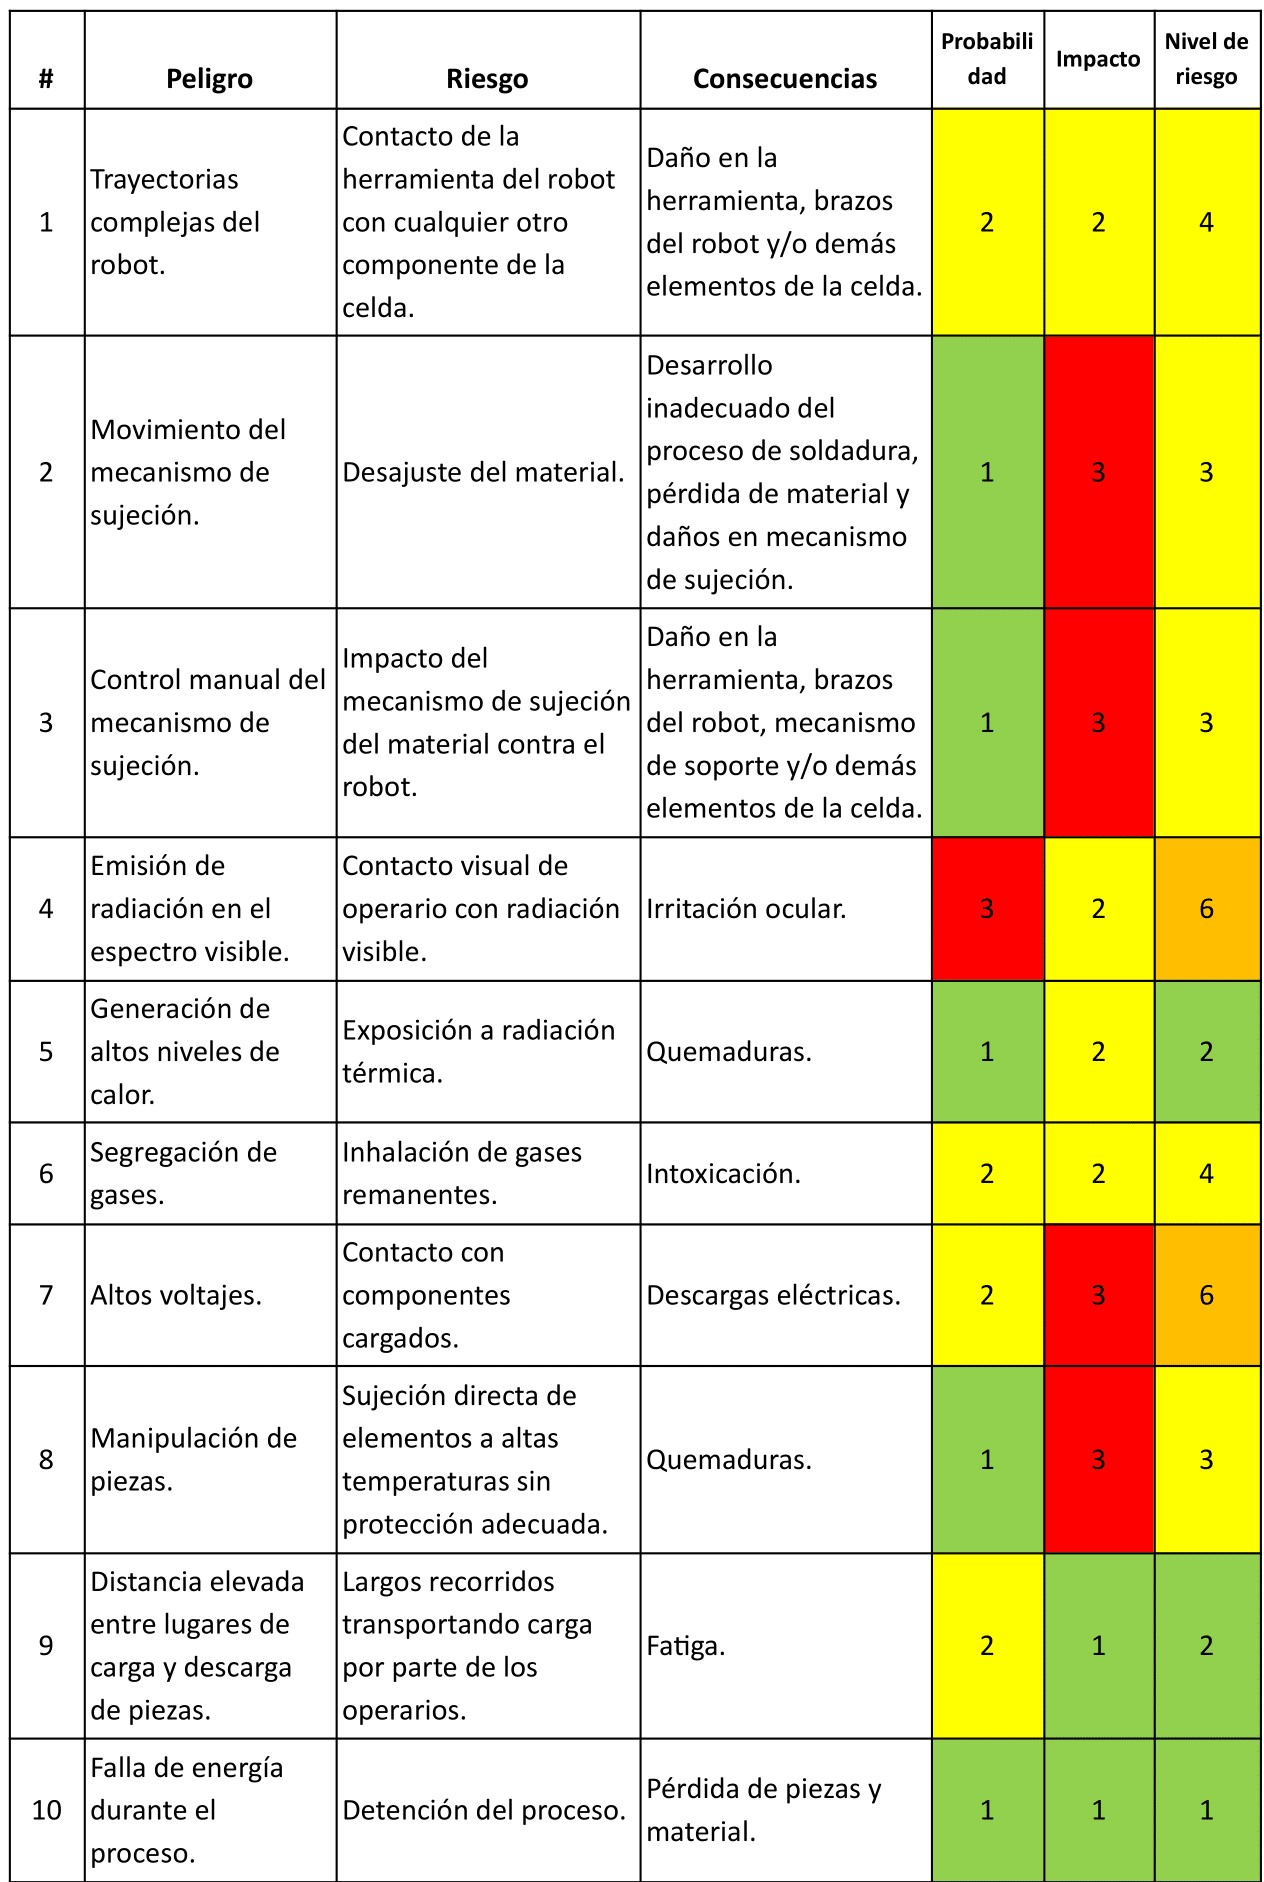 # Peligro Riesgo Consecuencias Probabili
dad Impacto Nivel de
riesgo
1
Trayectorias
complejas del
robot.
Contacto de la
herramienta del robot
con cualquier otro
componente de la
celda.
Daño en la
herramienta, brazos
del robot y/o demás
elementos de la celda.
2 2 4
2
Movimiento del
mecanismo de
sujeción.
Desajuste del material.
Desarrollo
inadecuado del
proceso de soldadura,
pérdida de material y
daños en mecanismo
de sujeción.
1 3 3
3
Control manual del
mecanismo de
sujeción.
Impacto del
mecanismo de sujeción
del material contra el
robot.
Daño en la
herramienta, brazos
del robot, mecanismo
de soporte y/o demás
elementos de la celda.
1 3 3
4
Emisión de
radiación en el
espectro visible.
Contacto visual de
operario con radiación
visible.
Irritación ocular.
3 2 6
5
Generación de
altos niveles de
calor.
Exposición a radiación
térmica.
Quemaduras.
1 2 2
6
Segregación de
gases.
Inhalación de gases
remanentes.
Intoxicación.
2 2 4
7
Altos voltajes.
Contacto con
componentes
cargados.
Descargas eléctricas.
2 3 6
8
Manipulación de
piezas.
Sujeción directa de
elementos a altas
temperaturas sin
protección adecuada.
Quemaduras.
1 3 3
9
Distancia elevada
entre lugares de
carga y descarga
de piezas.
Largos recorridos
transportando carga
por parte de los
operarios.
Fatiga.
2 1 2
10
Falla de energía
durante el
proceso.
Detención del proceso.
Pérdida de piezas y
material.
1 1 1